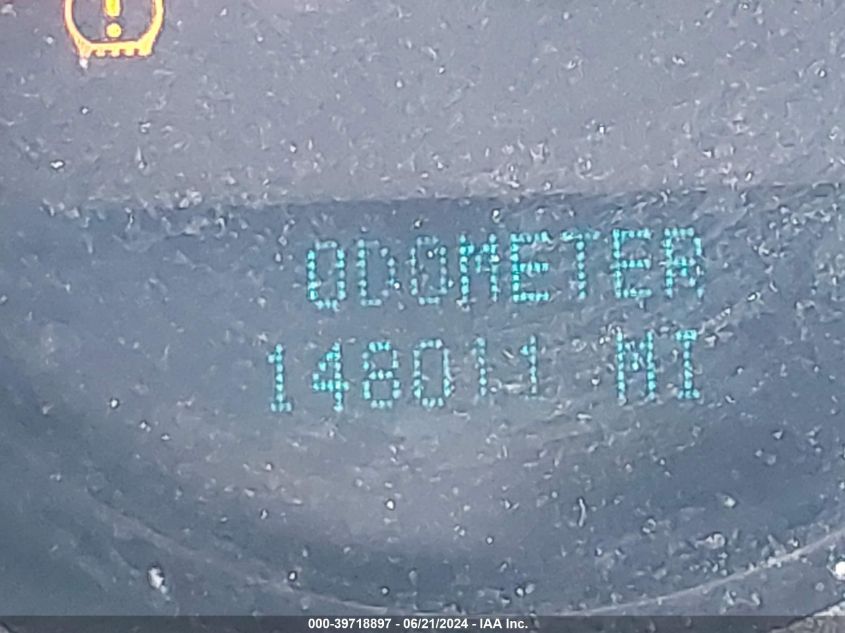 ODOMETER
148011 MI
000-39718897 - 06/21/2024 - IAA Inc.